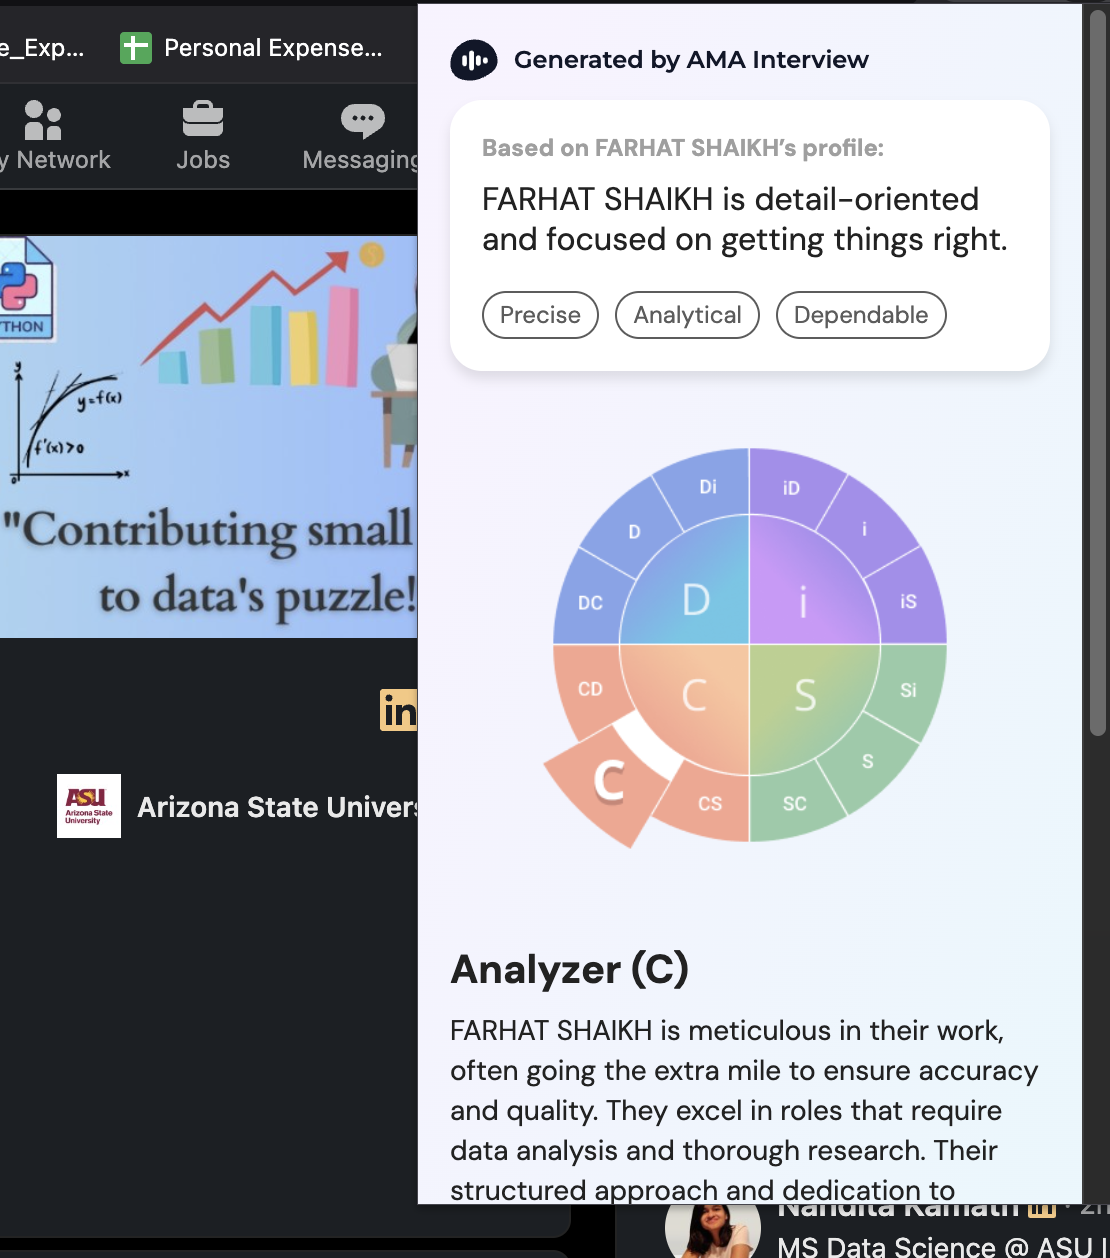 e_Exp...
Personal Expense...
y Network
Jobs
Messaging
THON
y
y=f(x)
f'(x)>0
x
0
"Contributing small
to data's puzzle!
in
ASU
Arizona State
University
Arizona State Univers
Generated by AMA Interview
Based on FARHAT SHAIKH's profile:
FARHAT SHAIKH is detail-oriented
and focused on getting things right.
Precise
Analytical
Dependable
Di
iD
D
i
DC
iS
D
i
CD
C
S
Si
C
S
CS
SC
Analyzer (C)
FARHAT SHAIKH is meticulous in their work,
often going the extra mile to ensure accuracy
and quality. They excel in roles that require
data analysis and thorough research. Their
structured approach and dedication to
Nandita Kamath in · 2n
MS Data Science @ ASU |